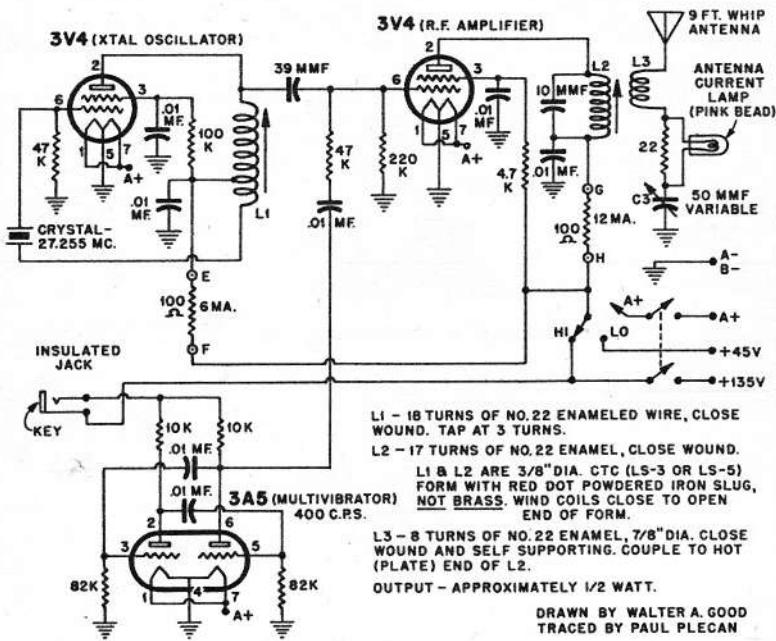 3V4 (XTAL OSCILLATOR)
3V4 (R.F. AMPLIFIER)
9 FT. WHIP
ANTENNA
2
3
6
47
K
.01
MF.
100
K
1
5
7
A+
.01
MF.
L1
CRYSTAL-
27.255 MC.
E
100
Ω
6 MA.
F
39 MMF
47
K
.01 MF.
2
3
6
220
K
.01
MF
1
5
7
A+
4.7
K
L2
10 MMF
.01 MF.
L3
ANTENNA
CURRENT
LAMP
(PINK BEAD)
22
C3
50 MMF
VARIABLE
G
100
Ω
12 MA.
H
A-
B-
HI
LO
A+
A+
+45V
+135V
INSULATED
JACK
KEY
10K
10K
.01 MF.
.01 MF.
3A5 (MULTIVIBRATOR)
400 C.P.S.
2
6
3
5
82K
82K
1
4
7
A+
L1 - 18 TURNS OF NO. 22 ENAMELED WIRE, CLOSE
WOUND. TAP AT 3 TURNS.
L2 - 17 TURNS OF NO. 22 ENAMEL, CLOSE WOUND.
L1 & L2 ARE 3/8" DIA. CTC (LS-3 OR LS-5)
FORM WITH RED DOT POWDERED IRON SLUG,
NOT BRASS. WIND COILS CLOSE TO OPEN
END OF FORM.
L3 - 8 TURNS OF NO. 22 ENAMEL, 7/8" DIA. CLOSE
WOUND AND SELF SUPPORTING. COUPLE TO HOT
(PLATE) END OF L2.
OUTPUT - APPROXIMATELY 1/2 WATT.
DRAWN BY WALTER A. GOOD
TRACED BY PAUL PLECAN